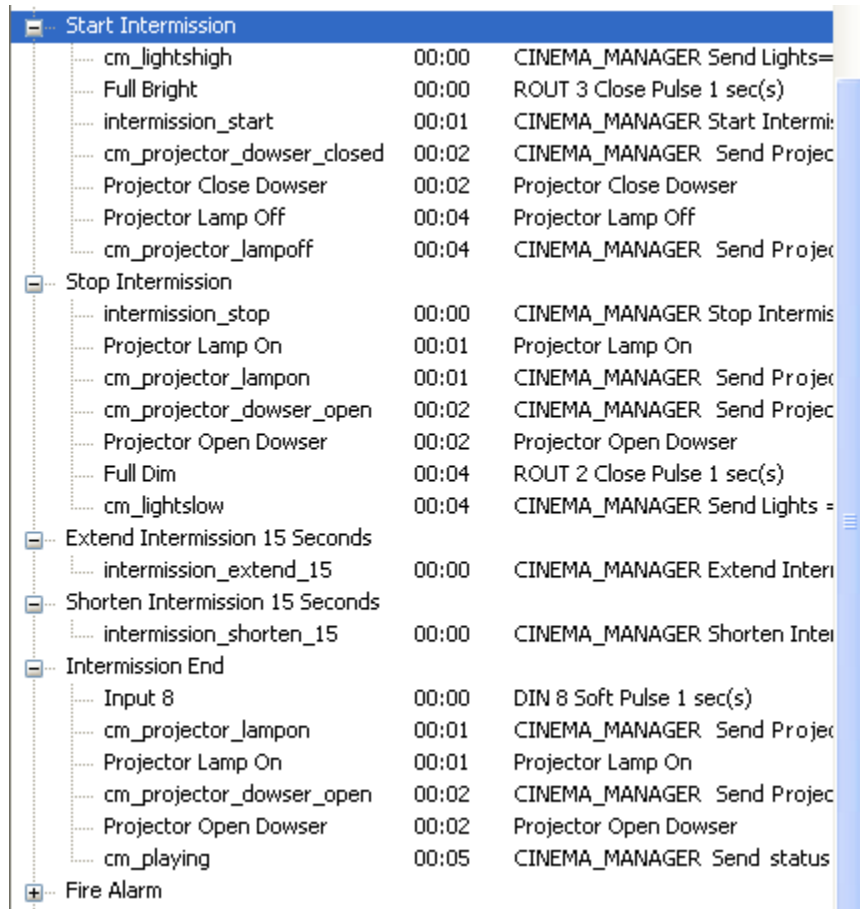 Start Intermission
cm_lightshigh 00:00 CINEMA_MANAGER Send Lights=
Full Bright 00:00 ROUT 3 Close Pulse 1 sec(s)
intermission_start 00:01 CINEMA_MANAGER Start Intermis
cm_projector_dowser_closed 00:02 CINEMA_MANAGER Send Projec
Projector Close Dowser 00:02 Projector Close Dowser
Projector Lamp Off 00:04 Projector Lamp Off
cm_projector_lampoff 00:04 CINEMA_MANAGER Send Projec
Stop Intermission
intermission_stop 00:00 CINEMA_MANAGER Stop Intermis
Projector Lamp On 00:01 Projector Lamp On
cm_projector_lampon 00:01 CINEMA_MANAGER Send Projec
cm_projector_dowser_open 00:02 CINEMA_MANAGER Send Projec
Projector Open Dowser 00:02 Projector Open Dowser
Full Dim 00:04 ROUT 2 Close Pulse 1 sec(s)
cm_lightslow 00:04 CINEMA_MANAGER Send Lights =
Extend Intermission 15 Seconds
intermission_extend_15 00:00 CINEMA_MANAGER Extend Inter
Shorten Intermission 15 Seconds
intermission_shorten_15 00:00 CINEMA_MANAGER Shorten Inte
Intermission End
Input 8 00:00 DIN 8 Soft Pulse 1 sec(s)
cm_projector_lampon 00:01 CINEMA_MANAGER Send Projec
Projector Lamp On 00:01 Projector Lamp On
cm_projector_dowser_open 00:02 CINEMA_MANAGER Send Projec
Projector Open Dowser 00:02 Projector Open Dowser
cm_playing 00:05 CINEMA_MANAGER Send status
Fire Alarm